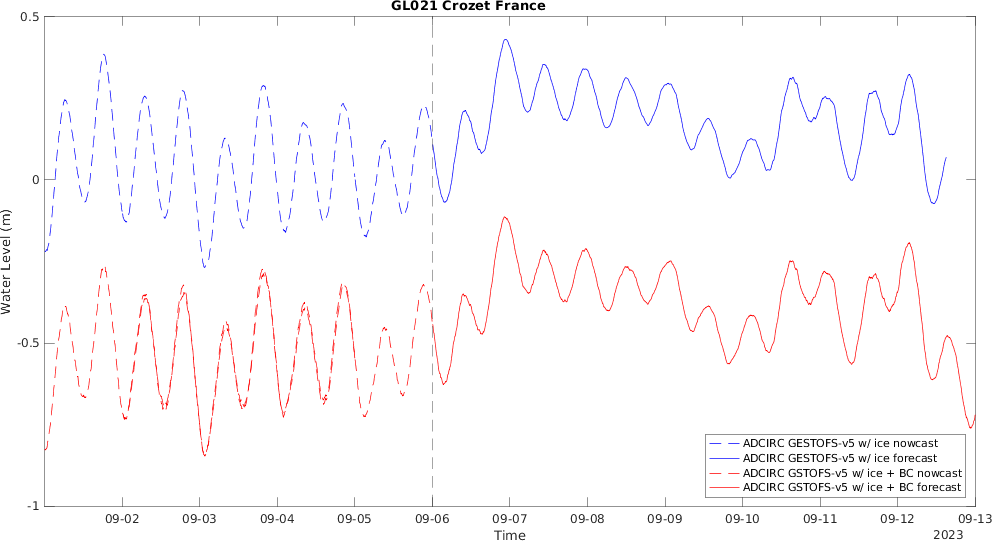 GL021 Crozet France
0.5
0
-0.5
-1
Water Level (m)
ADCIRC GESTOFS-v5 w/ ice nowcast
ADCIRC GESTOFS-v5 w/ ice forecast
ADCIRC GSTOFS-v5 w/ ice + BC nowcast
ADCIRC GSTOFS-v5 w/ ice + BC forecast
09-02 09-03 09-04 09-05 09-06 09-07 09-08 09-09 09-10 09-11 09-12 09-13
Time
2023